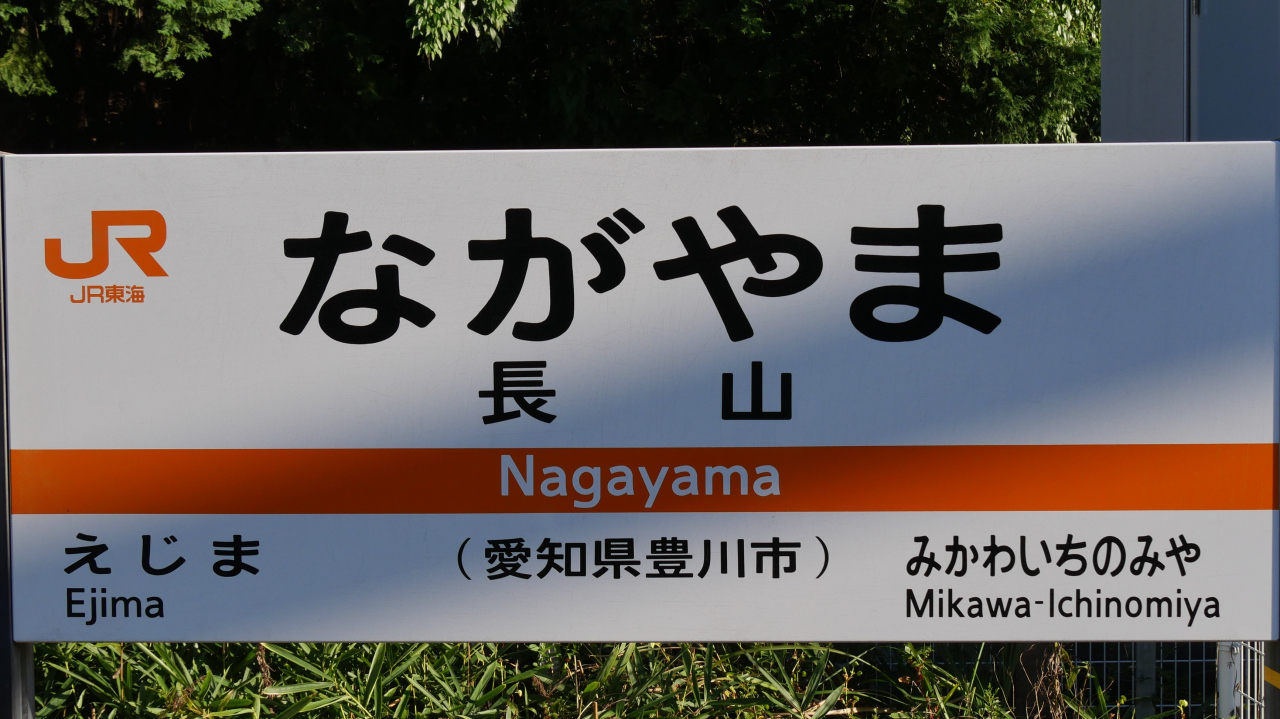 JR
JR東海
ながやま
長山
Nagayama
えじま
Ejima
（愛知県豊川市）
みかわいちのみや
Mikawa-Ichinomiya